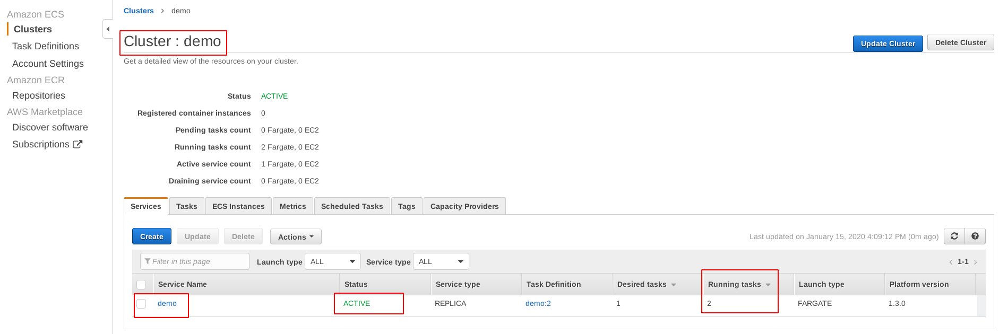 Amazon ECS
Clusters
Task Definitions
Account Settings
Amazon ECR
Repositories
AWS Marketplace
Discover software
Subscriptions
Clusters > demo
Cluster : demo
Update Cluster Delete Cluster
Get a detailed view of the resources on your cluster.
Status ACTIVE
Registered container instances 0
Pending tasks count 0 Fargate, 0 EC2
Running tasks count 2 Fargate, 0 EC2
Active service count 1 Fargate, 0 EC2
Draining service count 0 Fargate, 0 EC2
Services Tasks ECS Instances Metrics Scheduled Tasks Tags Capacity Providers
Create Update Delete Actions Last updated on January 15, 2020 4:09:12 PM (0m ago)
Filter in this page Launch type ALL Service type ALL < 1-1 >
Service Name Status Service type Task Definition Desired tasks Running tasks Launch type Platform version
demo ACTIVE REPLICA demo:2 1 2 FARGATE 1.3.0